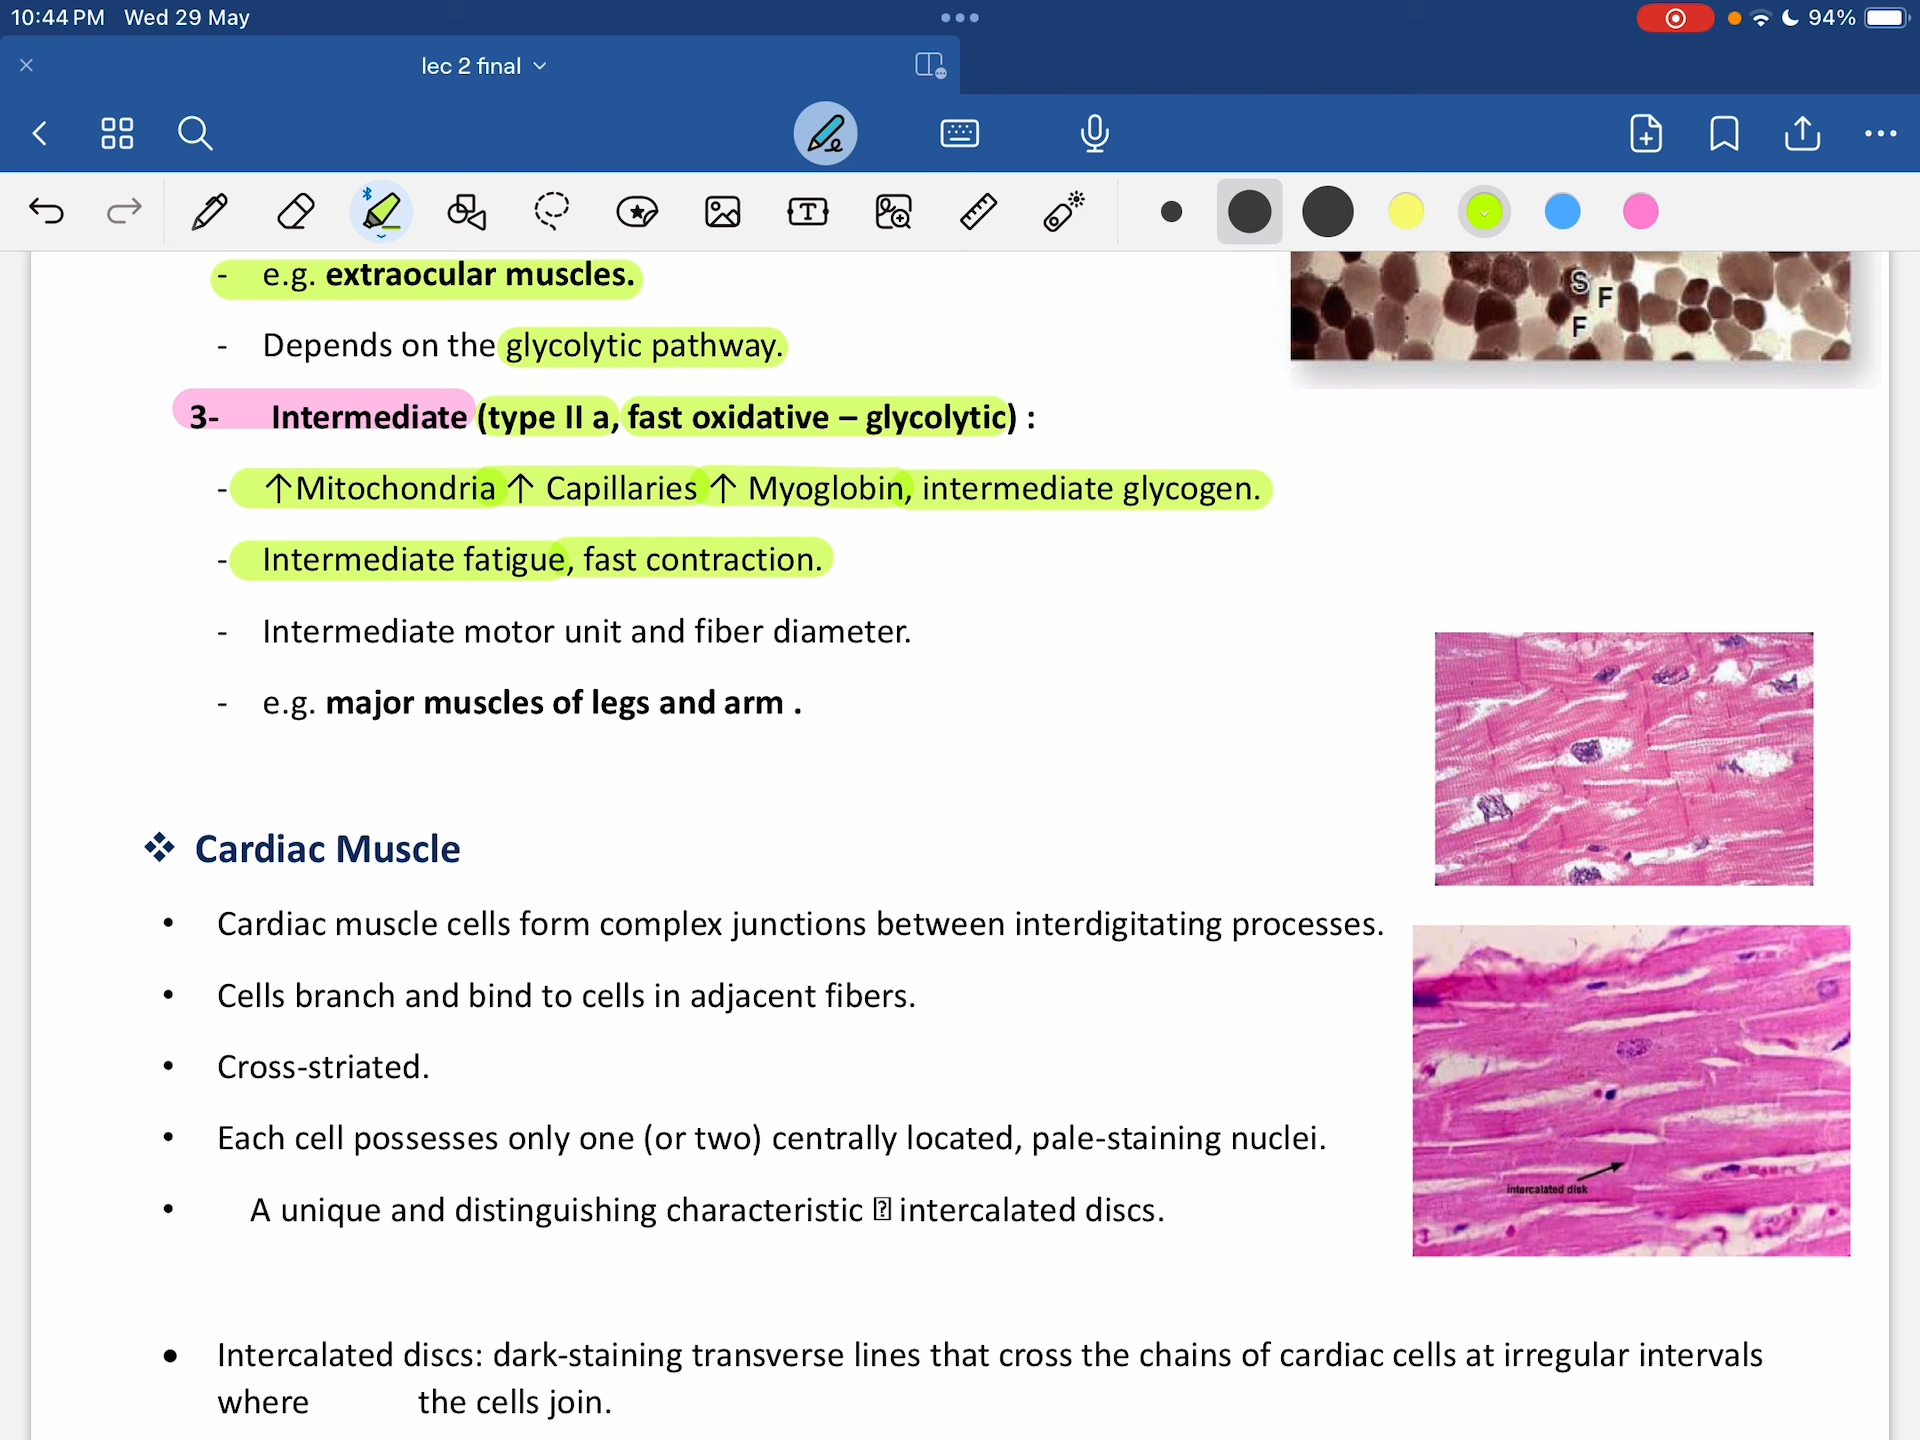 10:44 PM Wed 29 May
94%
lec 2 final
- e.g. extraocular muscles.
- Depends on the glycolytic pathway.
S
F
F
3- Intermediate (type II a, fast oxidative – glycolytic) :
- ↑Mitochondria ↑ Capillaries ↑ Myoglobin, intermediate glycogen.
- Intermediate fatigue, fast contraction.
- Intermediate motor unit and fiber diameter.
- e.g. major muscles of legs and arm .
❖ Cardiac Muscle
• Cardiac muscle cells form complex junctions between interdigitating processes.
• Cells branch and bind to cells in adjacent fibers.
• Cross-striated.
• Each cell possesses only one (or two) centrally located, pale-staining nuclei.
intercalated disk
• A unique and distinguishing characteristic ⍰ intercalated discs.
• Intercalated discs: dark-staining transverse lines that cross the chains of cardiac cells at irregular intervals
where the cells join.